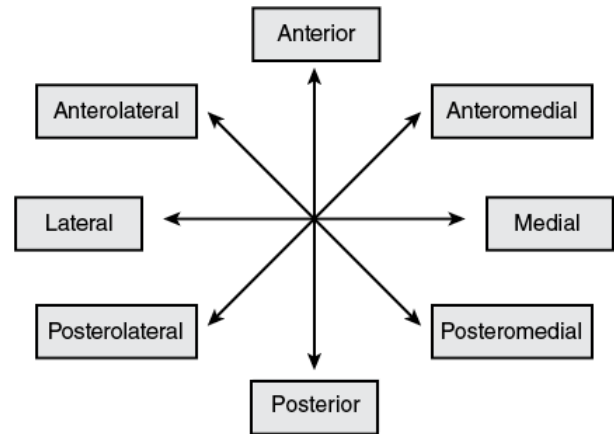 Anterior
Anterolateral
Anteromedial
Lateral
Medial
Posterolateral
Posteromedial
Posterior